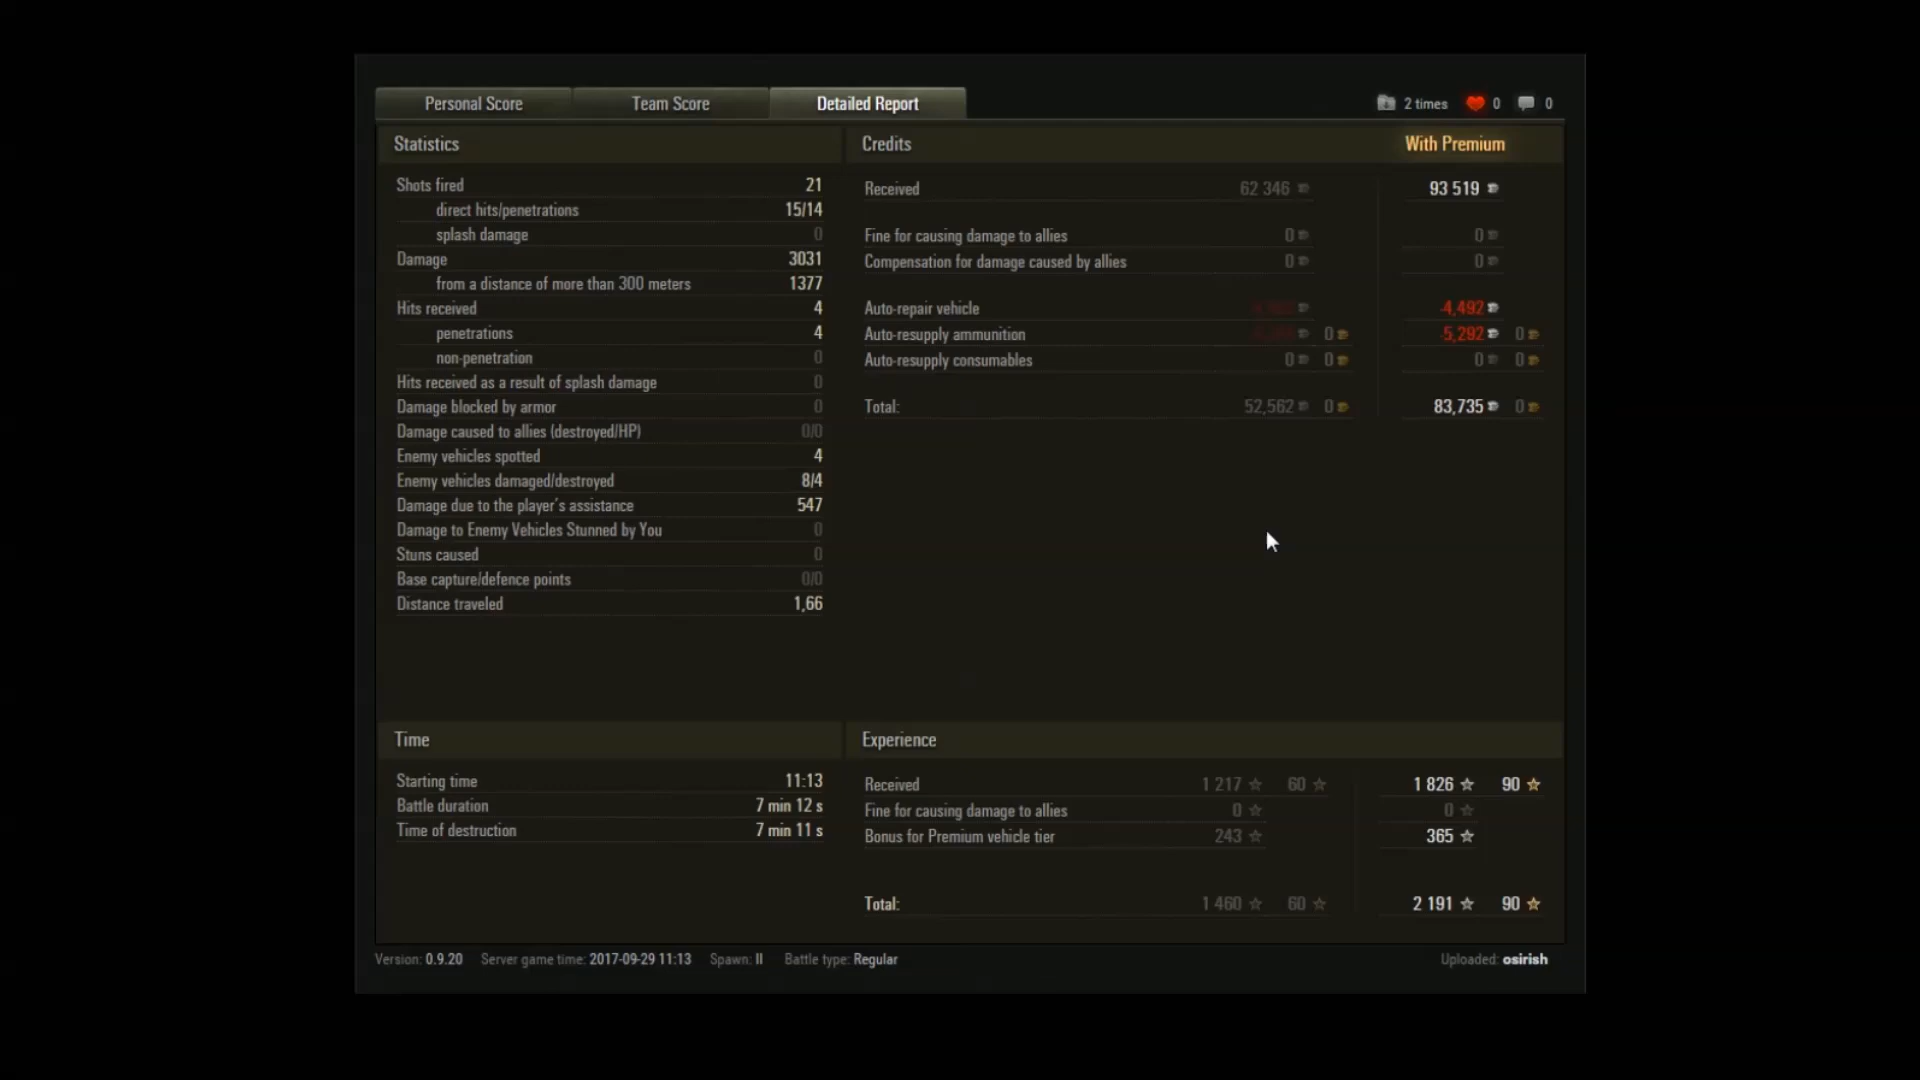 Personal Score Team Score Detailed Report 2 times 0 0
Statistics
Shots fired 21
direct hits/penetrations 15/14
splash damage 0
Damage 3031
from a distance of more than 300 meters 1377
Hits received 4
penetrations 4
non-penetration 0
Hits received as a result of splash damage 0
Damage blocked by armor 0
Damage caused to allies (destroyed/HP) 0/0
Enemy vehicles spotted 4
Enemy vehicles damaged/destroyed 8/4
Damage due to the player's assistance 547
Damage to Enemy Vehicles Stunned by You 0
Stuns caused 0
Base capture/defence points 0/0
Distance traveled 1,66
Credits With Premium
Received 62 346 93 519
Fine for causing damage to allies 0 0
Compensation for damage caused by allies 0 0
Auto-repair vehicle -4,492
Auto-resupply ammunition 0 -5,292 0
Auto-resupply consumables 0 0 0 0
Total: 52,562 0 83,735 0
Time
Starting time 11:13
Battle duration 7 min 12 s
Time of destruction 7 min 11 s
Experience
Received 1 217 60 1 826 90
Fine for causing damage to allies 0 0
Bonus for Premium vehicle tier 243 365
Total: 1 460 60 2 191 90
Version: 0.9.20 Server game time: 2017-09-29 11:13 Spawn: II Battle type: Regular Uploaded: osirish